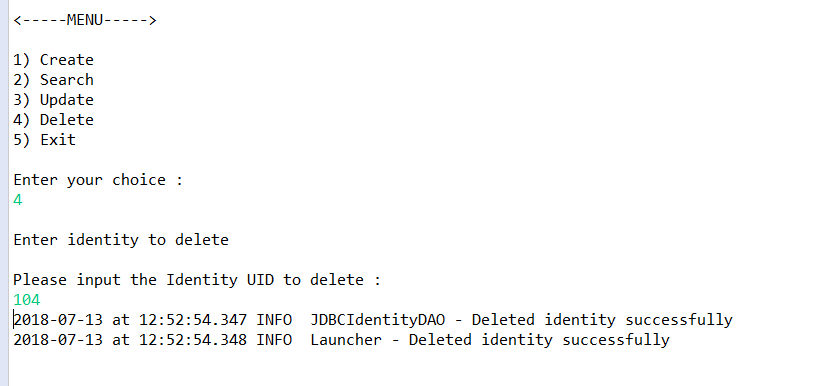 <-----MENU----->
1) Create
2) Search
3) Update
4) Delete
5) Exit
Enter your choice :
4
Enter identity to delete
Please input the Identity UID to delete :
104
2018-07-13 at 12:52:54.347 INFO  JDBCIdentityDAO - Deleted identity successfully
2018-07-13 at 12:52:54.348 INFO  Launcher - Deleted identity successfully